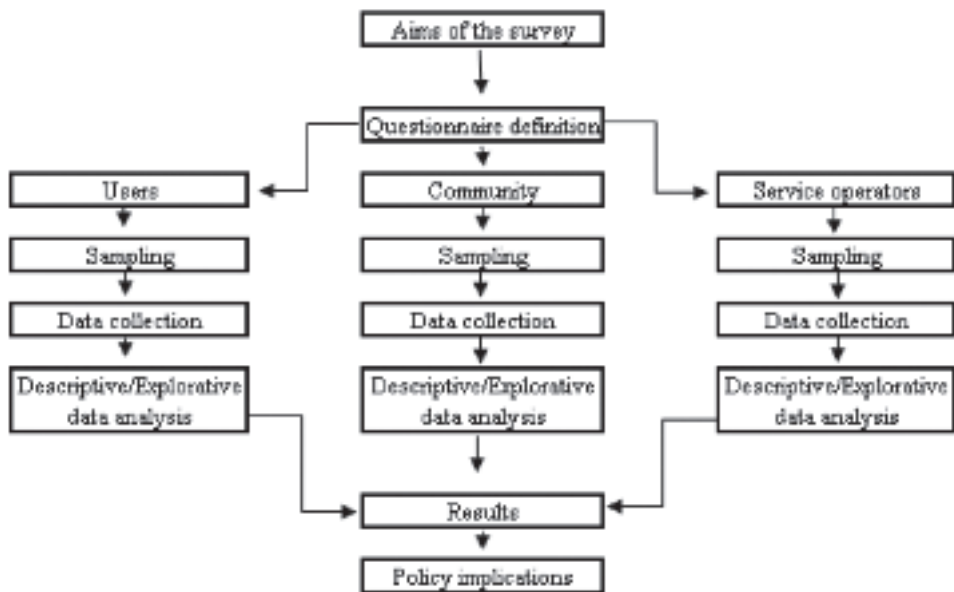 Aims of the survey
Questionnaire definition
Users
Community
Service operators
Sampling
Sampling
Sampling
Data collection
Data collection
Data collection
Descriptive/Explorative
data analysis
Descriptive/Explorative
data analysis
Descriptive/Explorative
data analysis
Results
Policy implications